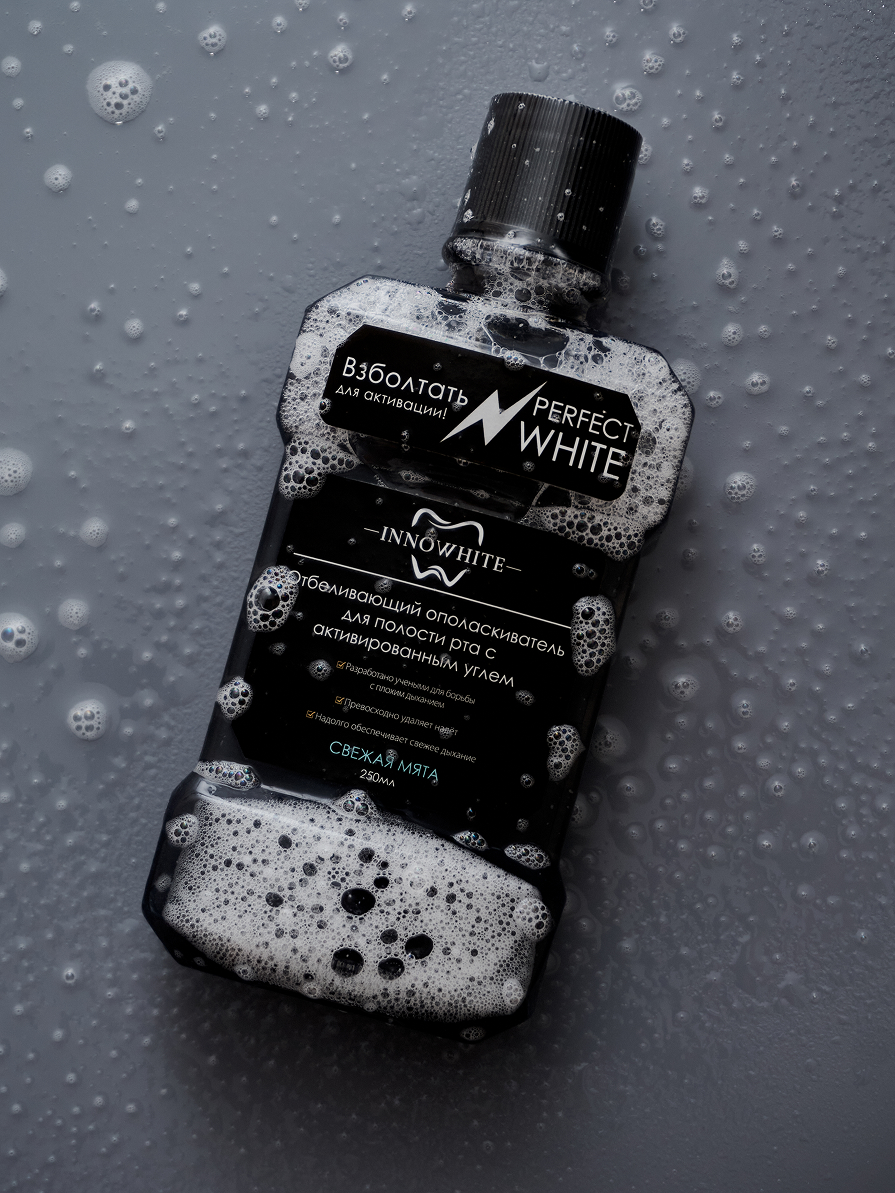 Взболтать
для активации!
PERFECT
WHITE
INNOWHITE
Отбеливающий ополаскиватель
для полости рта с
активированным углем
Разработано учеными для борьбы
с плохим дыханием
Превосходно удаляет налёт
Надолго обеспечивает свежее дыхание
СВЕЖАЯ МЯТА
250мл